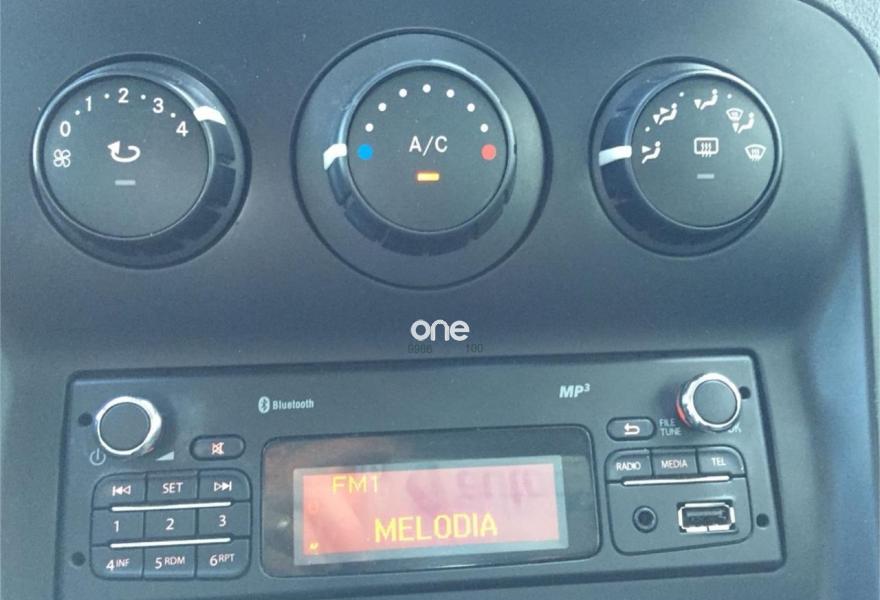 0 1 2 3 4
A/C
one
Bluetooth
MP3
FILE
TUNE
OK
SET
RADIO MEDIA TEL
FM1
MELODIA
1 2 3
4INF 5RDM 6RPT